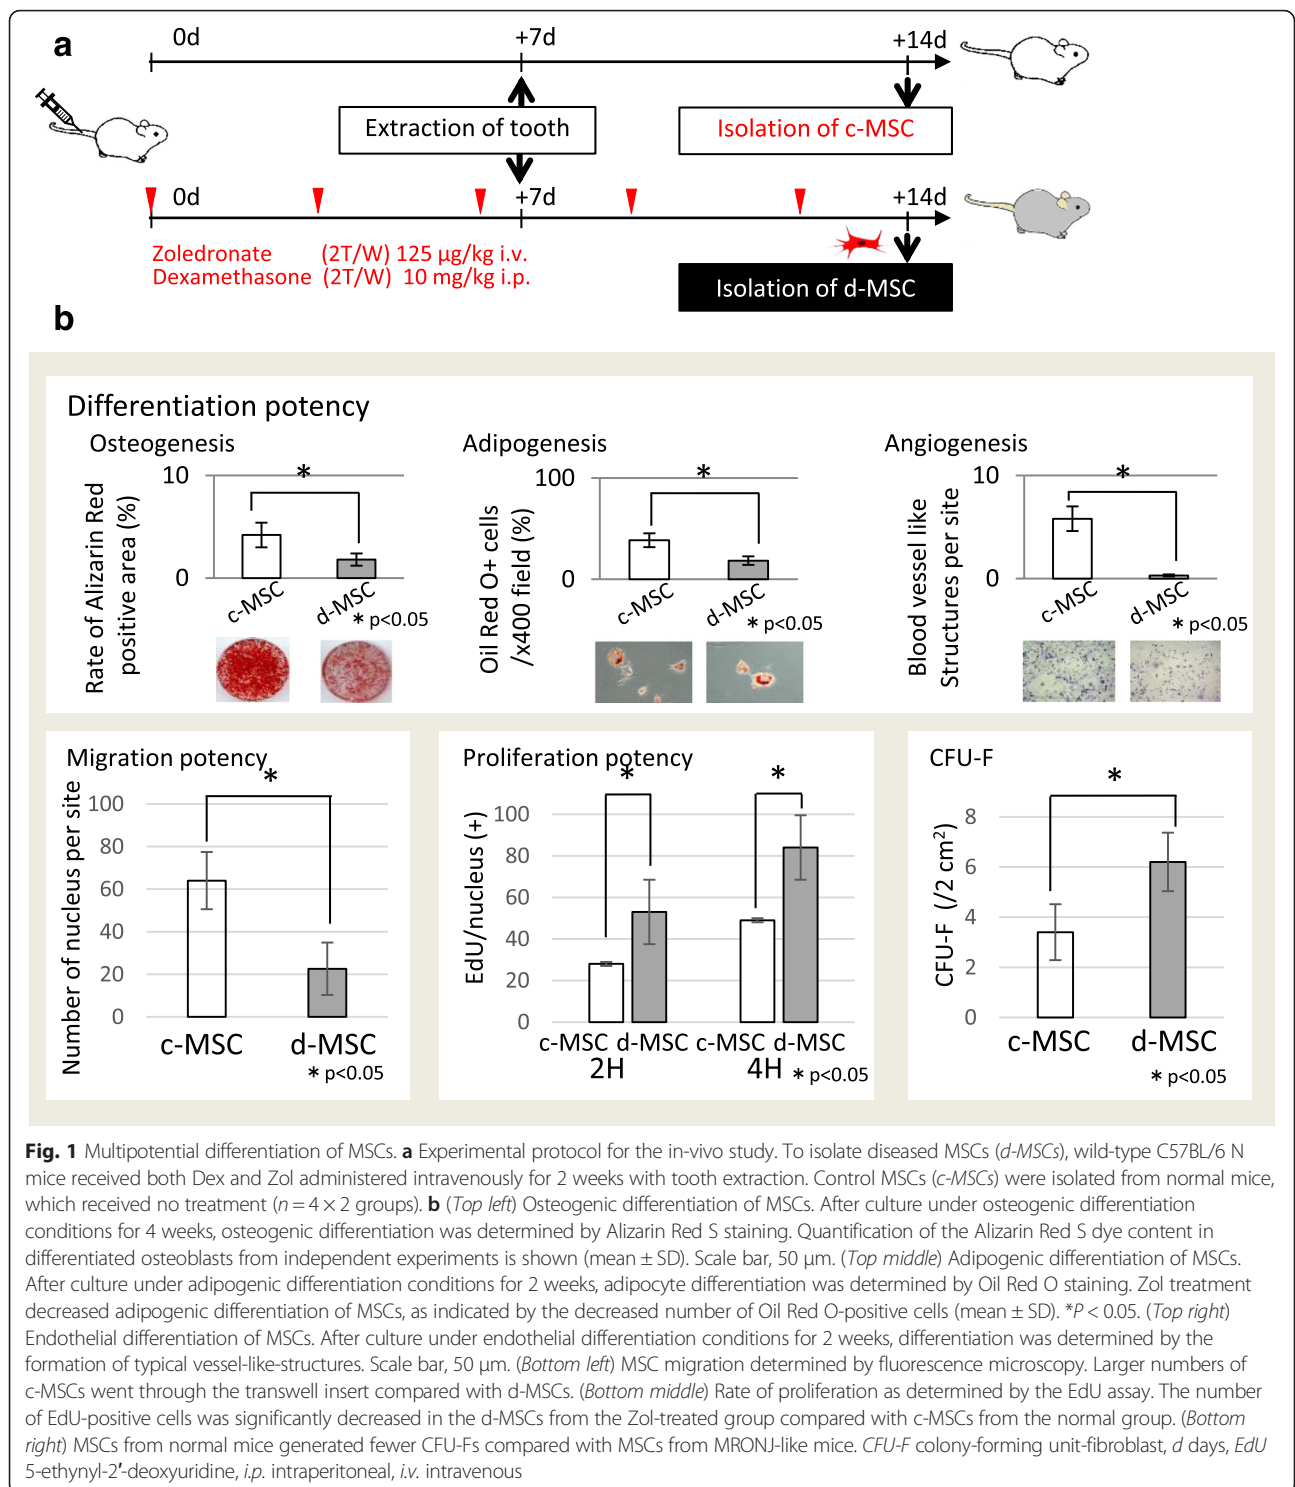 a
0d +7d +14d
Extraction of tooth
Isolation of c-MSC
0d +7d +14d
Zoledronate (2T/W) 125 µg/kg i.v.
Dexamethasone (2T/W) 10 mg/kg i.p.
Isolation of d-MSC
b
Differentiation potency
Osteogenesis
Rate of Alizarin Red
positive area (%)
10
*
0
c-MSC
d-MSC
* p<0.05
Adipogenesis
Oil Red O+ cells
/x400 field (%)
100
*
0
c-MSC
d-MSC
* p<0.05
Angiogenesis
Blood vessel like
Structures per site
10
*
0
c-MSC
d-MSC
* p<0.05
Migration potency
Number of nucleus per site
*
100
80
60
40
20
0
c-MSC d-MSC
* p<0.05
Proliferation potency
EdU/nucleus (+)
* *
100
80
60
40
20
0
c-MSC d-MSC c-MSC d-MSC
2H 4H * p<0.05
CFU-F
CFU-F (/2 cm²)
*
8
6
4
2
0
c-MSC d-MSC
* p<0.05
Fig. 1 Multipotential differentiation of MSCs. a Experimental protocol for the in-vivo study. To isolate diseased MSCs (d-MSCs), wild-type C57BL/6 N
mice received both Dex and Zol administered intravenously for 2 weeks with tooth extraction. Control MSCs (c-MSCs) were isolated from normal mice,
which received no treatment (n = 4 × 2 groups). b (Top left) Osteogenic differentiation of MSCs. After culture under osteogenic differentiation
conditions for 4 weeks, osteogenic differentiation was determined by Alizarin Red S staining. Quantification of the Alizarin Red S dye content in
differentiated osteoblasts from independent experiments is shown (mean ± SD). Scale bar, 50 µm. (Top middle) Adipogenic differentiation of MSCs.
After culture under adipogenic differentiation conditions for 2 weeks, adipocyte differentiation was determined by Oil Red O staining. Zol treatment
decreased adipogenic differentiation of MSCs, as indicated by the decreased number of Oil Red O-positive cells (mean ± SD). *P < 0.05. (Top right)
Endothelial differentiation of MSCs. After culture under endothelial differentiation conditions for 2 weeks, differentiation was determined by the
formation of typical vessel-like-structures. Scale bar, 50 µm. (Bottom left) MSC migration determined by fluorescence microscopy. Larger numbers of
c-MSCs went through the transwell insert compared with d-MSCs. (Bottom middle) Rate of proliferation as determined by the EdU assay. The number
of EdU-positive cells was significantly decreased in the d-MSCs from the Zol-treated group compared with c-MSCs from the normal group. (Bottom
right) MSCs from normal mice generated fewer CFU-Fs compared with MSCs from MRONJ-like mice. CFU-F colony-forming unit-fibroblast, d days, EdU
5-ethynyl-2′-deoxyuridine, i.p. intraperitoneal, i.v. intravenous